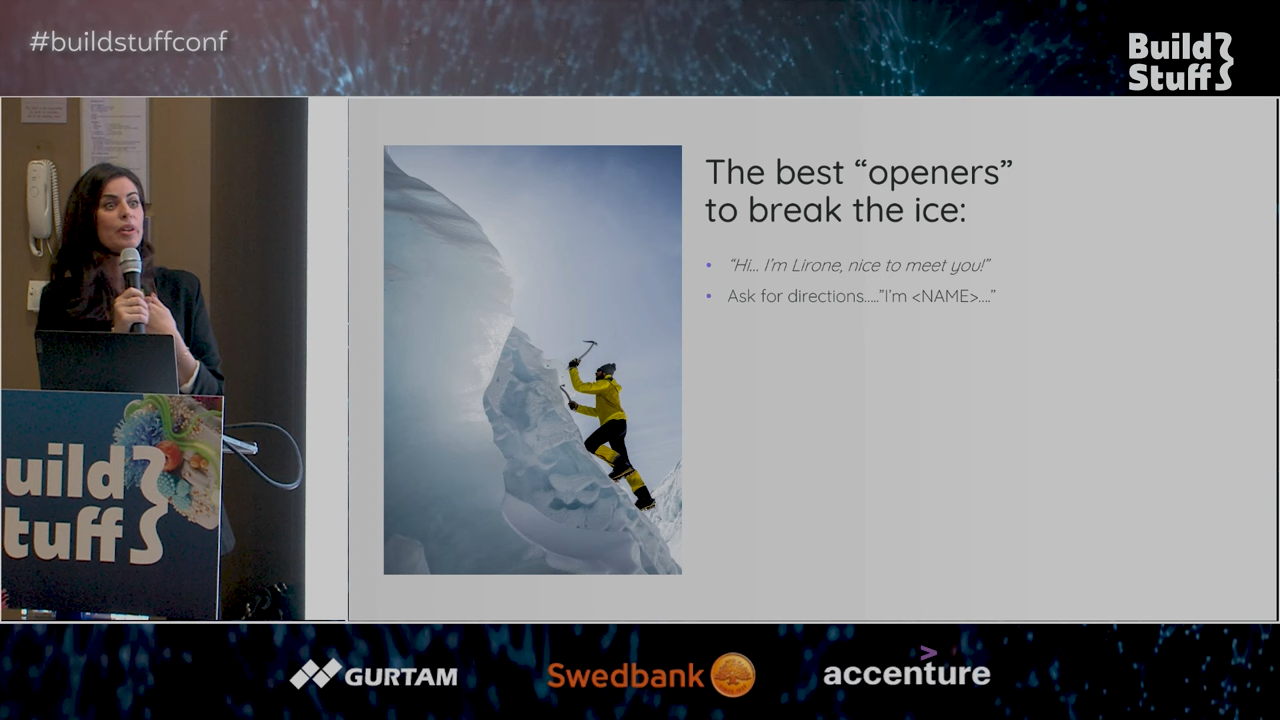 #buildstuffconf
Build
Stuff
The best “openers”
to break the ice:
• “Hi... I’m Lirone, nice to meet you!”
• Ask for directions.....”I’m <NAME>....”
uild
tuff
GURTAM
Swedbank
accenture